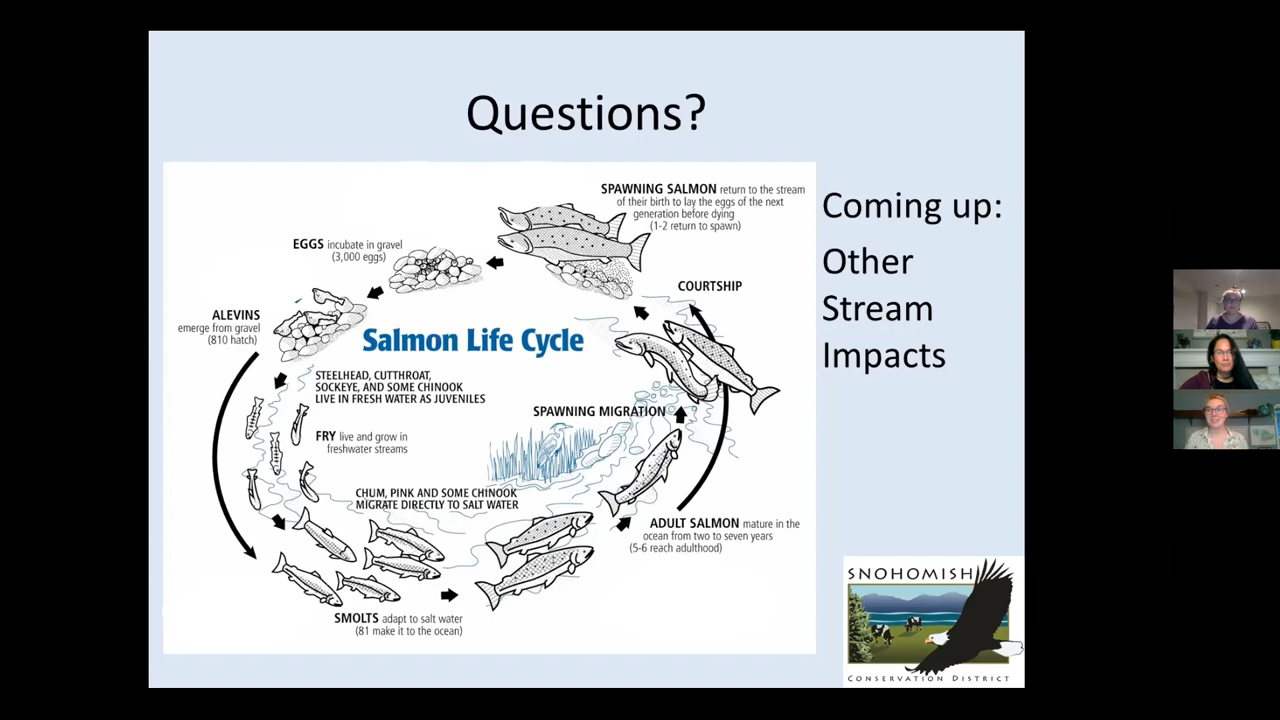 Questions?
SPAWNING SALMON return to the stream
of their birth to lay the eggs of the next
generation before dying
(1-2 return to spawn)
EGGS incubate in gravel
(3,000 eggs)
COURTSHIP
ALEVINS
emerge from gravel
(810 hatch)
Salmon Life Cycle
STEELHEAD, CUTTHROAT,
SOCKEYE, AND SOME CHINOOK
LIVE IN FRESH WATER AS JUVENILES
SPAWNING MIGRATION
FRY live and grow in
freshwater streams
CHUM, PINK AND SOME CHINOOK
MIGRATE DIRECTLY TO SALT WATER
ADULT SALMON mature in the
ocean from two to seven years
(5-6 reach adulthood)
SMOLTS adapt to salt water
(81 make it to the ocean)
Coming up:
Other
Stream
Impacts
SNOHOMISH
CONSERVATION DISTRICT